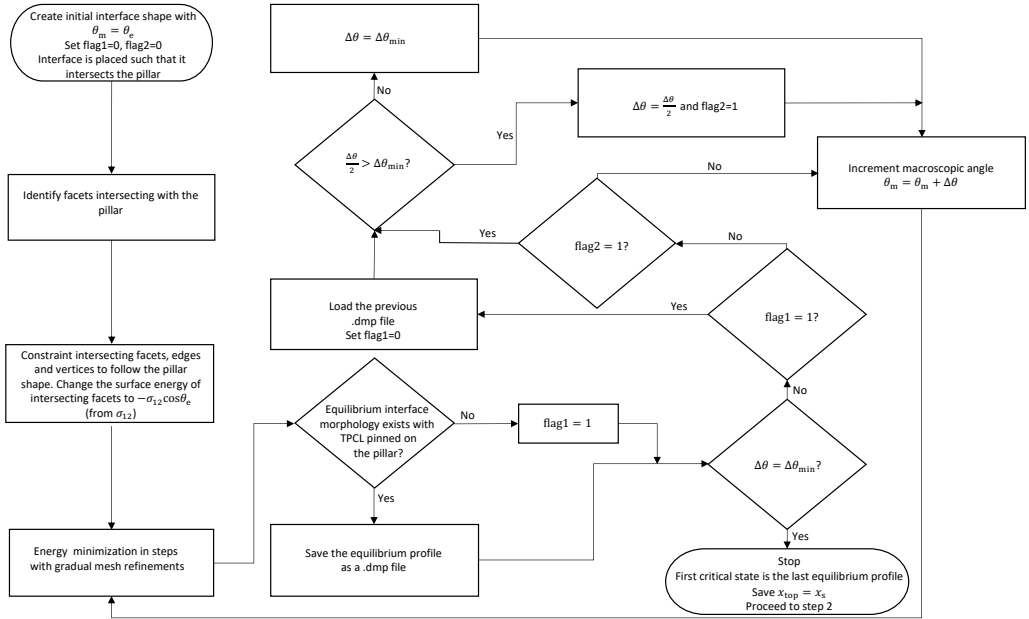 Create initial interface shape with
θm = θe
Set flag1=0, flag2=0
Interface is placed such that it
intersects the pillar
Identify facets intersecting with the
pillar
Constraint intersecting facets, edges
and vertices to follow the pillar
shape. Change the surface energy of
intersecting facets to −σ12cosθe
(from σ12)
Energy minimization in steps
with gradual mesh refinements
Δθ = Δθmin
No
Δθ/2 > Δθmin?
Yes
Δθ = Δθ/2 and flag2=1
Increment macroscopic angle
θm = θm + Δθ
No
flag2 = 1?
Yes
No
flag1 = 1?
Yes
Load the previous
.dmp file
Set flag1=0
Equilibrium interface
morphology exists with
TPCL pinned on
the pillar?
No
flag1 = 1
Yes
Save the equilibrium profile
as a .dmp file
No
Δθ = Δθmin?
Yes
Stop
First critical state is the last equilibrium profile
Save xtop = xs
Proceed to step 2